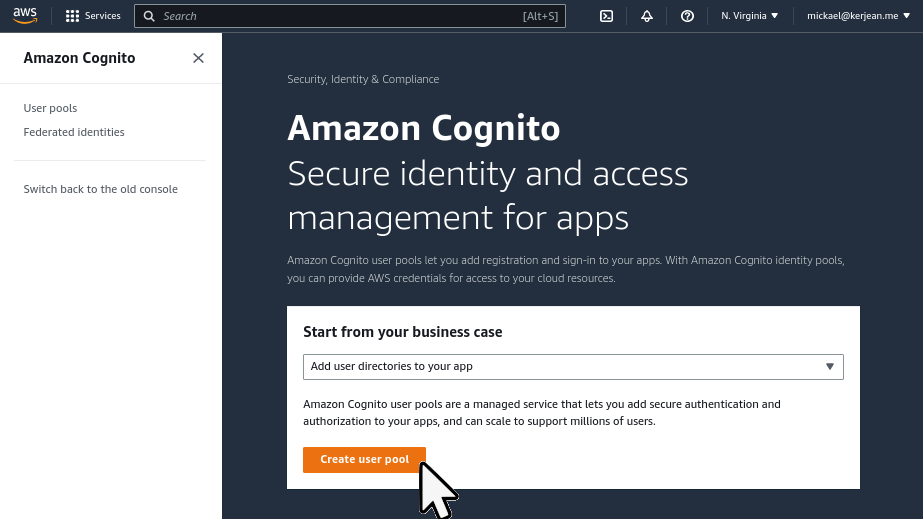 aws
Services
Search
[Alt+S]
N. Virginia
mickael@kerjean.me
Amazon Cognito
User pools
Federated identities
Switch back to the old console
Security, Identity & Compliance
Amazon Cognito
Secure identity and access
management for apps
Amazon Cognito user pools let you add registration and sign-in to your apps. With Amazon Cognito identity pools,
you can provide AWS credentials for access to your cloud resources.
Start from your business case
Add user directories to your app
Amazon Cognito user pools are a managed service that lets you add secure authentication and
authorization to your apps, and can scale to support millions of users.
Create user pool